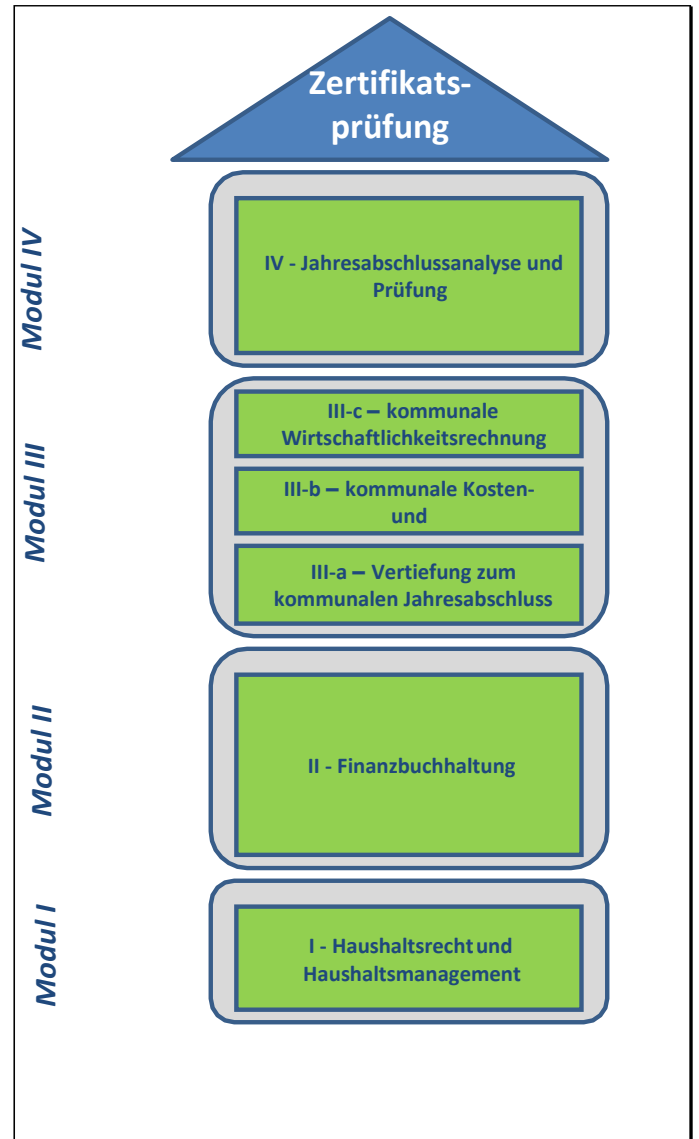 Zertifikats-
prüfung
Modul IV
IV - Jahresabschlussanalyse und
Prüfung
Modul III
III-c – kommunale
Wirtschaftlichkeitsrechnung
III-b – kommunale Kosten-
und
III-a – Vertiefung zum
kommunalen Jahresabschluss
Modul II
II - Finanzbuchhaltung
Modul I
I - Haushaltsrecht und
Haushaltsmanagement